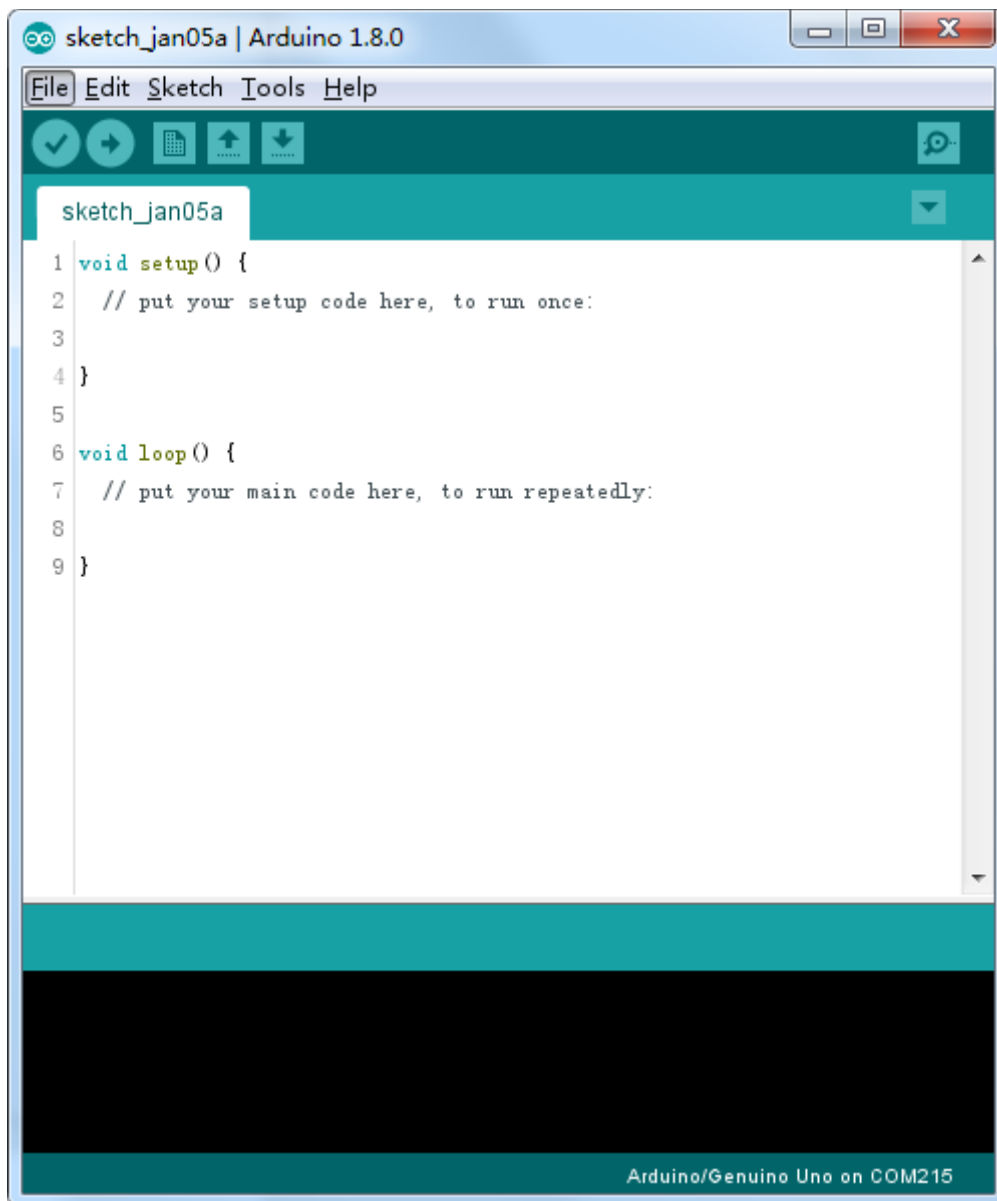 sketch_jan05a | Arduino 1.8.0
File Edit Sketch Tools Help
sketch_jan05a
1 void setup() {
2 // put your setup code here, to run once:
3
4 }
5
6 void loop() {
7 // put your main code here, to run repeatedly:
8
9 }
Arduino/Genuino Uno on COM215